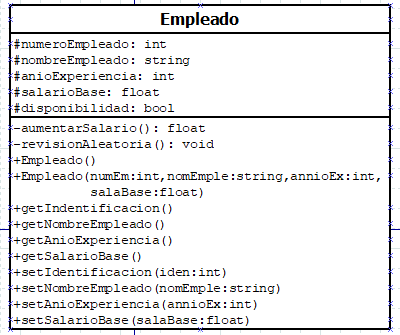 Empleado
#numeroEmpleado: int
#nombreEmpleado: string
#anioExperiencia: int
#salarioBase: float
#disponibilidad: bool
-aumentarSalario(): float
-revisionAleatoria(): void
+Empleado()
+Empleado(numEm:int,nomEmple:string,annioEx:int,
salaBase:float)
+getIndentificacion()
+getNombreEmpleado()
+getAnioExperiencia()
+getSalarioBase()
+setIdentificacion(iden:int)
+setNombreEmpleado(nomEmple:string)
+setAnioExperiencia(annioEx:int)
+setSalarioBase(salaBase:float)